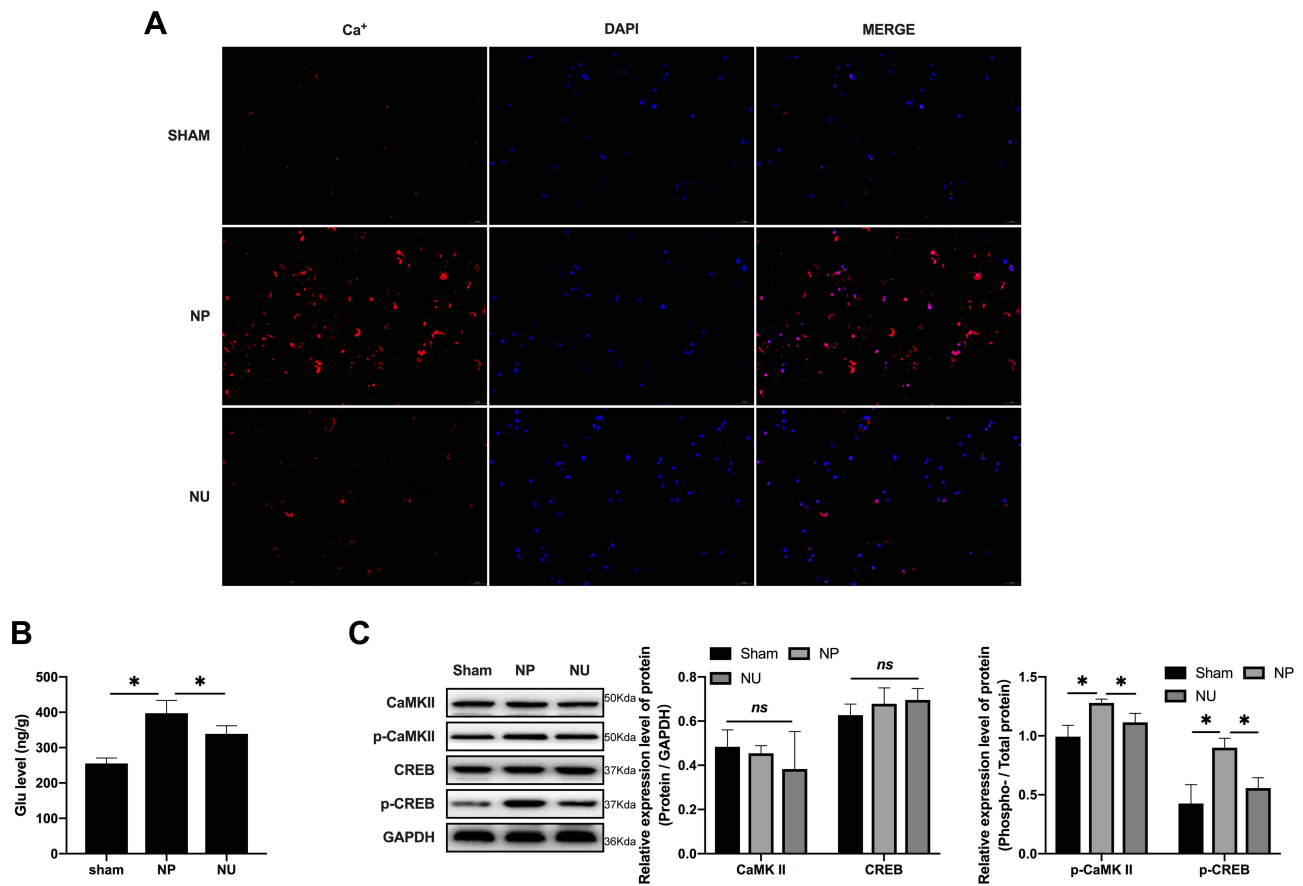 A
Ca+ DAPI MERGE
SHAM
NP
NU
B
Glu level (ng/g)
500
400
300
200
100
0
* *
sham NP NU
C
Sham NP NU
CaMKII 50Kda
p-CaMKII 50Kda
CREB 37Kda
p-CREB 37Kda
GAPDH 36Kda
Relative expression level of protein
(Protein / GAPDH)
Sham NP
NU
0.8
0.6
0.4
0.2
0.0
ns ns
CaMK II CREB
Relative expression level of protein
(Phospho- / Total protein)
Sham NP
NU
1.5
1.0
0.5
0.0
* * * *
p-CaMK II p-CREB